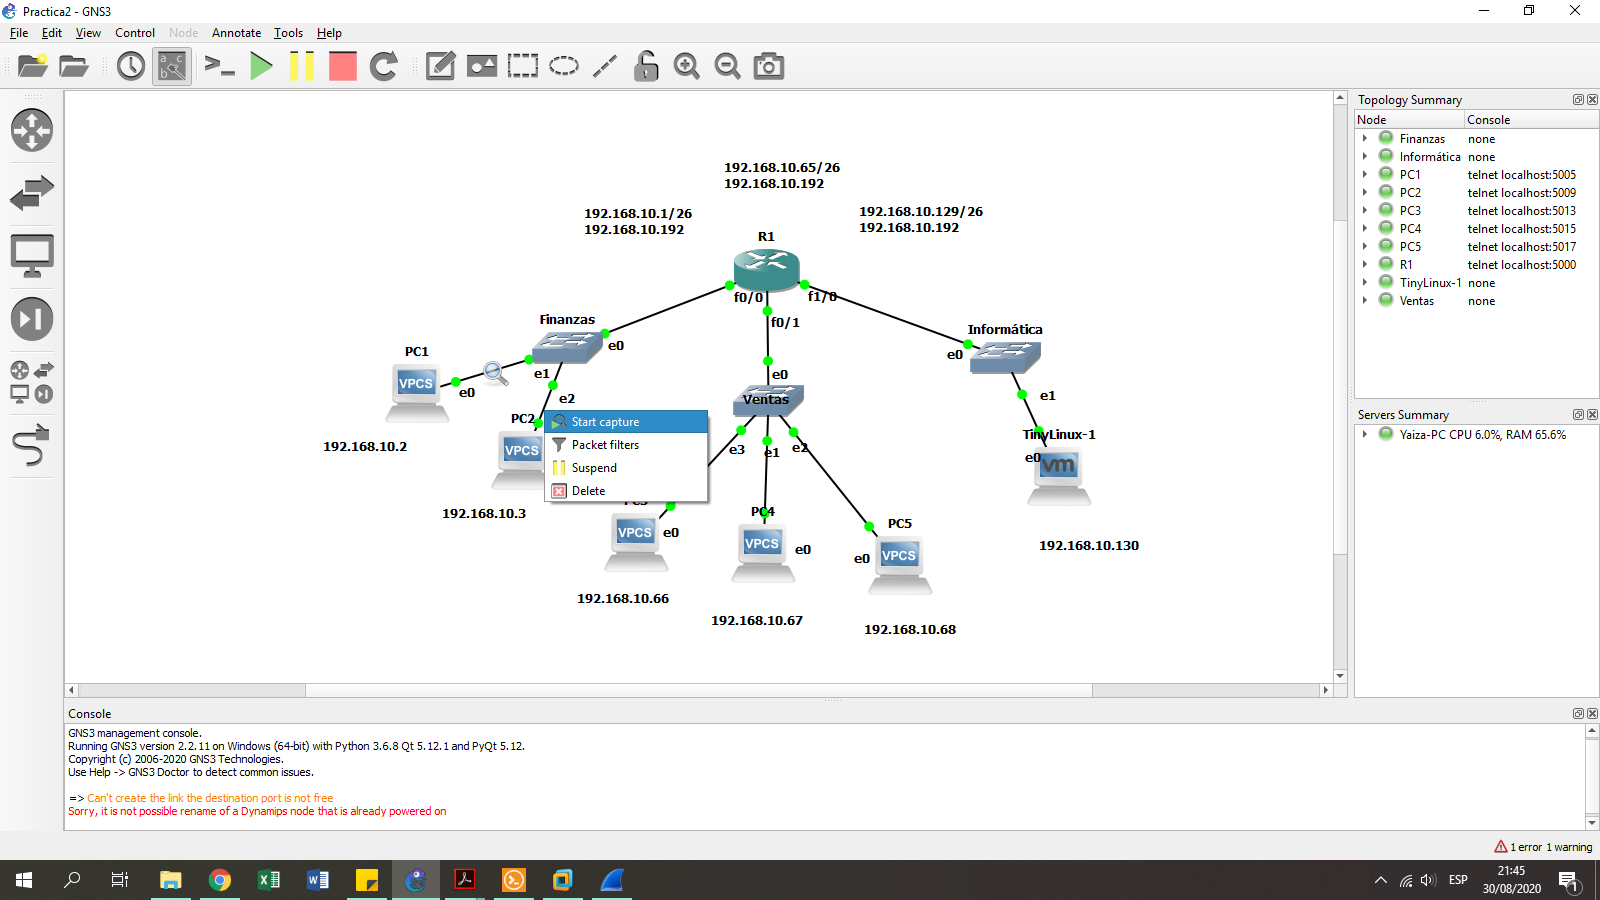 Practica2 - GNS3
File Edit View Control Node Annotate Tools Help
192.168.10.65/26
192.168.10.192
192.168.10.1/26
192.168.10.192
192.168.10.129/26
192.168.10.192
R1
f0/0
f1/0
f0/1
Finanzas
e0
e1
e2
PC1
VPCS
e0
192.168.10.2
PC2
VPCS
192.168.10.3
Start capture
Packet filters
Suspend
Delete
e0
Ventas
e3
e1
e2
PC3
VPCS
e0
192.168.10.66
PC4
VPCS
e0
192.168.10.67
PC5
VPCS
e0
192.168.10.68
Informática
e0
e1
TinyLinux-1
e0
vm
192.168.10.130
Topology Summary
Node Console
Finanzas none
Informática none
PC1 telnet localhost:5005
PC2 telnet localhost:5009
PC3 telnet localhost:5013
PC4 telnet localhost:5015
PC5 telnet localhost:5017
R1 telnet localhost:5000
TinyLinux-1 none
Ventas none
Servers Summary
Yaiza-PC CPU 6.0%, RAM 65.6%
Console
GNS3 management console.
Running GNS3 version 2.2.11 on Windows (64-bit) with Python 3.6.8 Qt 5.12.1 and PyQt 5.12.
Copyright (c) 2006-2020 GNS3 Technologies.
Use Help -> GNS3 Doctor to detect common issues.
=> Can't create the link the destination port is not free
Sorry, it is not possible rename of a Dynamips node that is already powered on
1 error 1 warning
ESP
21:45
30/08/2020
1